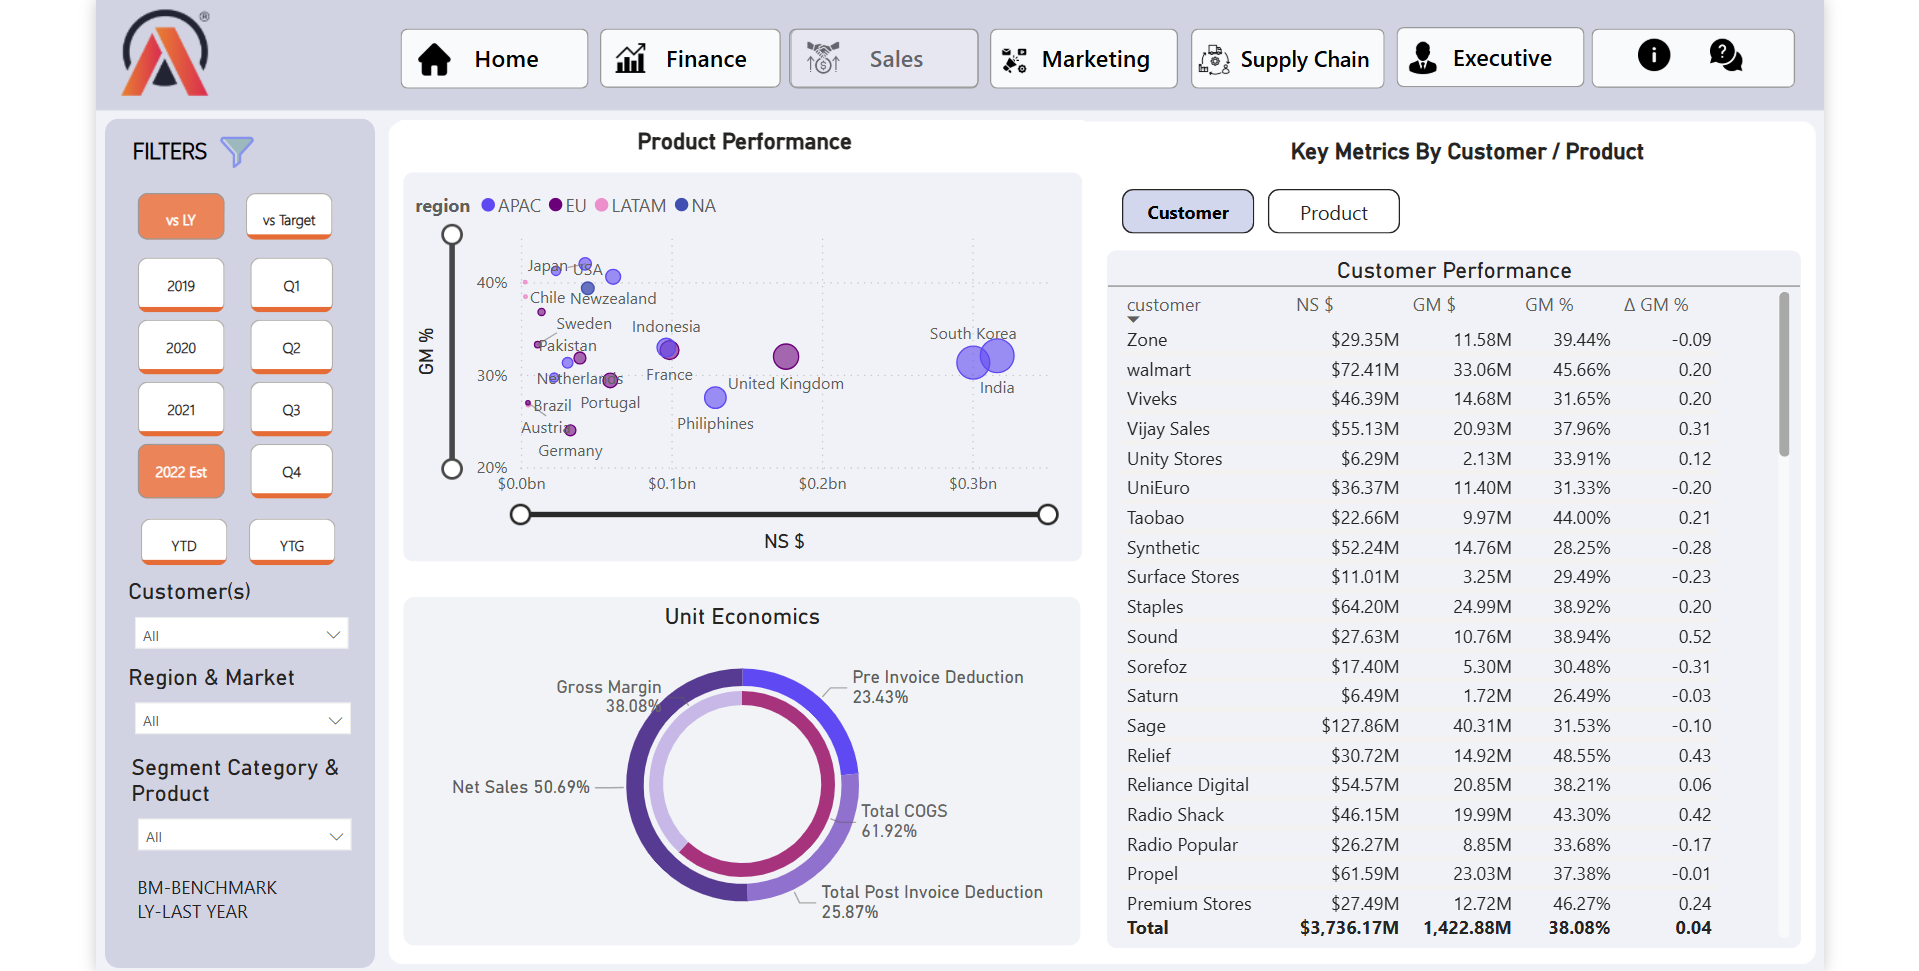 ®
Home
Finance
Sales
Marketing
Supply Chain
Executive
FILTERS
vs LY
vs Target
2019
Q1
2020
Q2
2021
Q3
2022 Est
Q4
YTD
YTG
Customer(s)
All
Region & Market
All
Segment Category &
Product
All
BM-BENCHMARK
LY-LAST YEAR
Product Performance
region APAC EU LATAM NA
GM %
40%
30%
20%
$0.0bn
$0.1bn
$0.2bn
$0.3bn
NS $
Japan
USA
Chile
Newzealand
Sweden
Indonesia
Pakistan
South Korea
Netherlands
France
United Kingdom
India
Brazil
Portugal
Austria
Philiphines
Germany
Unit Economics
Gross Margin
38.08%
Pre Invoice Deduction
23.43%
Net Sales 50.69%
Total COGS
61.92%
Total Post Invoice Deduction
25.87%
Key Metrics By Customer / Product
Customer
Product
Customer Performance
customer NS $ GM $ GM % Δ GM %
Zone $29.35M 11.58M 39.44% -0.09
walmart $72.41M 33.06M 45.66% 0.20
Viveks $46.39M 14.68M 31.65% 0.20
Vijay Sales $55.13M 20.93M 37.96% 0.31
Unity Stores $6.29M 2.13M 33.91% 0.12
UniEuro $36.37M 11.40M 31.33% -0.20
Taobao $22.66M 9.97M 44.00% 0.21
Synthetic $52.24M 14.76M 28.25% -0.28
Surface Stores $11.01M 3.25M 29.49% -0.23
Staples $64.20M 24.99M 38.92% 0.20
Sound $27.63M 10.76M 38.94% 0.52
Sorefoz $17.40M 5.30M 30.48% -0.31
Saturn $6.49M 1.72M 26.49% -0.03
Sage $127.86M 40.31M 31.53% -0.10
Relief $30.72M 14.92M 48.55% 0.43
Reliance Digital $54.57M 20.85M 38.21% 0.06
Radio Shack $46.15M 19.99M 43.30% 0.42
Radio Popular $26.27M 8.85M 33.68% -0.17
Propel $61.59M 23.03M 37.38% -0.01
Premium Stores $27.49M 12.72M 46.27% 0.24
Total $3,736.17M 1,422.88M 38.08% 0.04